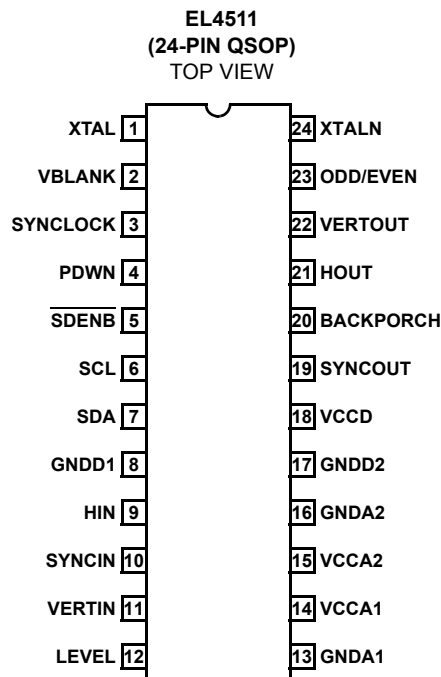 EL4511
(24-PIN QSOP)
TOP VIEW
XTAL 1
24 XTALN
VBLANK 2
23 ODD/EVEN
SYNCLOCK 3
22 VERTOUT
PDWN 4
21 HOUT
SDENB 5
20 BACKPORCH
SCL 6
19 SYNCOUT
SDA 7
18 VCCD
GNDD1 8
17 GNDD2
HIN 9
16 GNDA2
SYNCIN 10
15 VCCA2
VERTIN 11
14 VCCA1
LEVEL 12
13 GNDA1